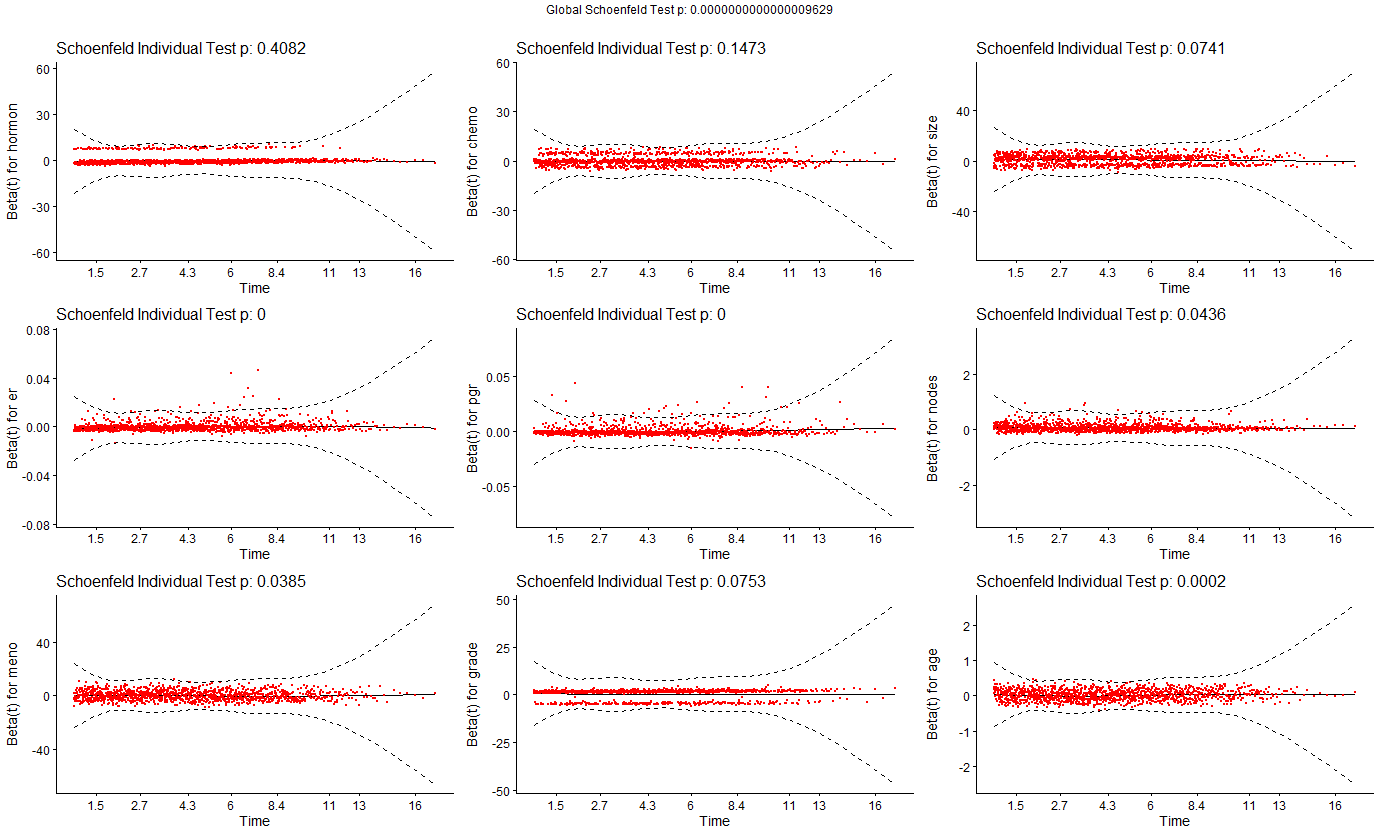 Global Schoenfeld Test p: 0.0000000000000009629
Schoenfeld Individual Test p: 0.4082
Beta(t) for hormon
60
30
0
-30
-60
1.5 2.7 4.3 6 8.4 11 13 16
Time
Schoenfeld Individual Test p: 0.1473
Beta(t) for chemo
60
30
0
-30
-60
1.5 2.7 4.3 6 8.4 11 13 16
Time
Schoenfeld Individual Test p: 0.0741
Beta(t) for size
40
0
-40
1.5 2.7 4.3 6 8.4 11 13 16
Time
Schoenfeld Individual Test p: 0
Beta(t) for er
0.08
0.04
0.00
-0.04
-0.08
1.5 2.7 4.3 6 8.4 11 13 16
Time
Schoenfeld Individual Test p: 0
Beta(t) for pgr
0.05
0.00
-0.05
1.5 2.7 4.3 6 8.4 11 13 16
Time
Schoenfeld Individual Test p: 0.0436
Beta(t) for nodes
2
0
-2
1.5 2.7 4.3 6 8.4 11 13 16
Time
Schoenfeld Individual Test p: 0.0385
Beta(t) for meno
40
0
-40
1.5 2.7 4.3 6 8.4 11 13 16
Time
Schoenfeld Individual Test p: 0.0753
Beta(t) for grade
50
25
0
-25
-50
1.5 2.7 4.3 6 8.4 11 13 16
Time
Schoenfeld Individual Test p: 0.0002
Beta(t) for age
2
1
0
-1
-2
1.5 2.7 4.3 6 8.4 11 13 16
Time